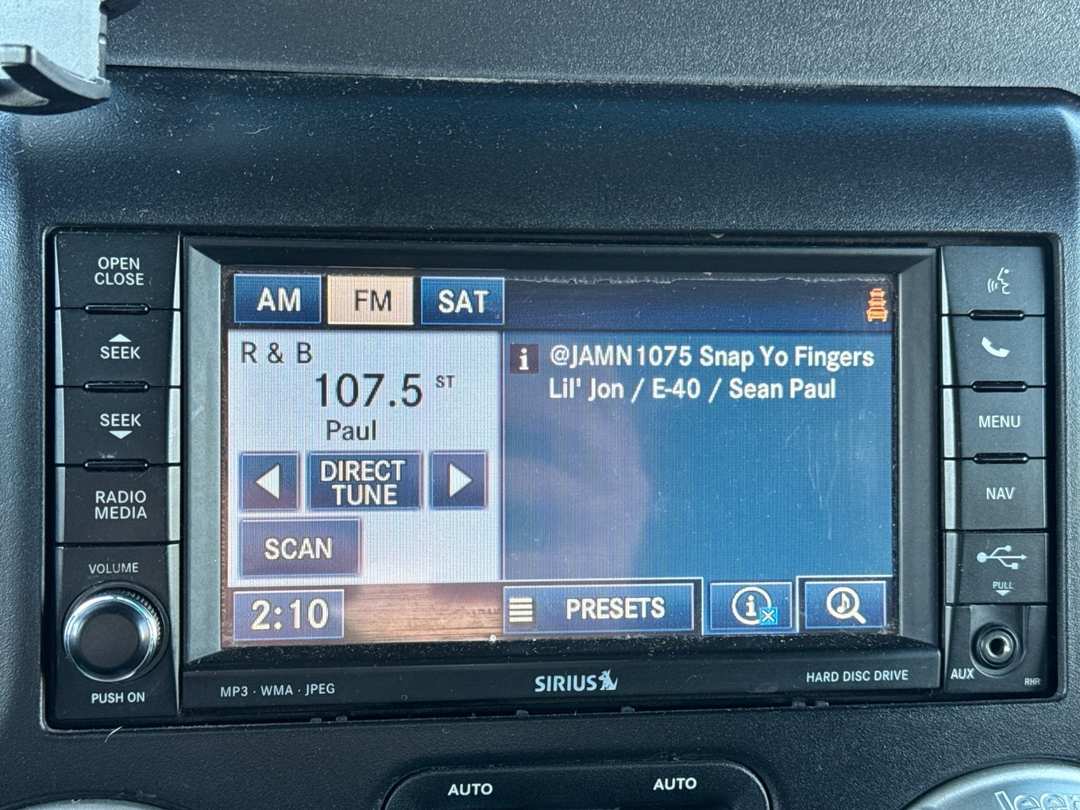 OPEN
CLOSE
SEEK
SEEK
RADIO
MEDIA
VOLUME
PUSH ON
AM FM SAT
R & B
107.5 ST
Paul
DIRECT
TUNE
SCAN
2:10
i @JAMN1075 Snap Yo Fingers
Lil' Jon / E-40 / Sean Paul
PRESETS
i
MENU
NAV
PULL
AUX
RHR
MP3 · WMA · JPEG
SIRIUS
HARD DISC DRIVE
AUTO
AUTO
Jeep